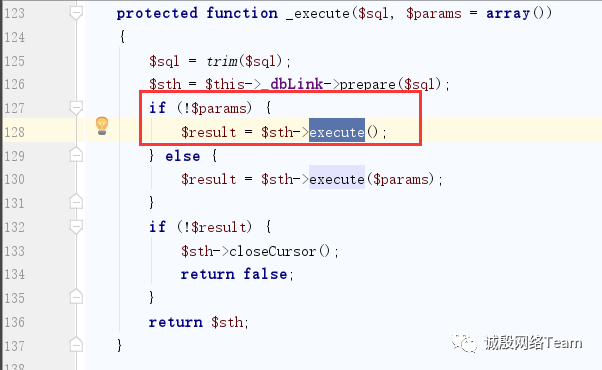 123 protected function _execute($sql, $params = array())
124 {
125 $sql = trim($sql);
126 $sth = $this->_dbLink->prepare($sql);
127 if (!$params) {
128 $result = $sth->execute();
129 } else {
130 $result = $sth->execute($params);
131 }
132 if (!$result) {
133 $sth->closeCursor();
134 return false;
135 }
136 return $sth;
137 }
138
诚殷网络Team